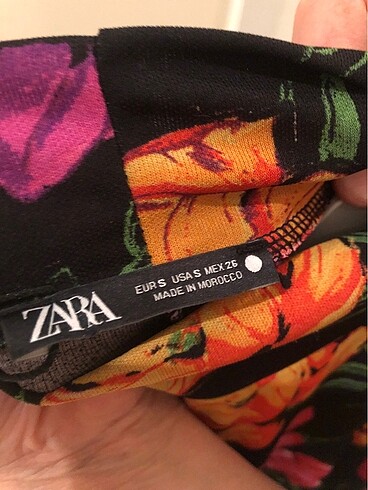 ZARA
EUR S USA S MEX 26
MADE IN MOROCCO